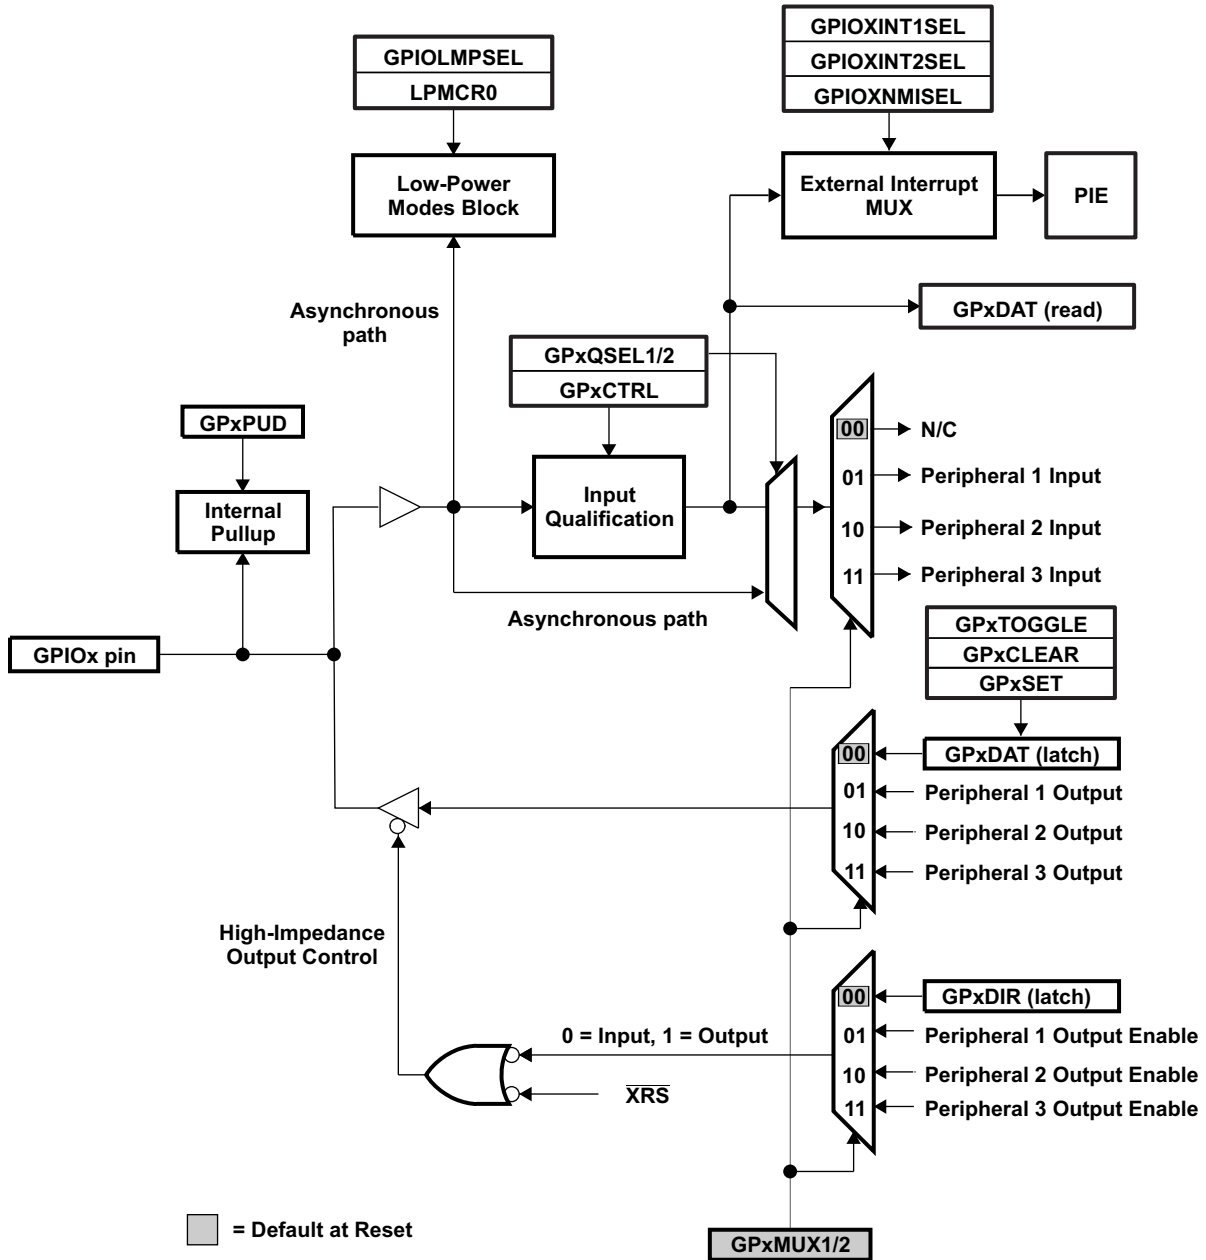 GPIOLMPSEL
LPMCR0
Low-Power
Modes Block
GPIOXINT1SEL
GPIOXINT2SEL
GPIOXNMISEL
External Interrupt
MUX
PIE
Asynchronous
path
GPxDAT (read)
GPxQSEL1/2
GPxCTRL
GPxPUD
Internal
Pullup
Input
Qualification
00
N/C
01
Peripheral 1 Input
10
Peripheral 2 Input
11
Peripheral 3 Input
Asynchronous path
GPIOx pin
GPxTOGGLE
GPxCLEAR
GPxSET
00
GPxDAT (latch)
01
Peripheral 1 Output
10
Peripheral 2 Output
11
Peripheral 3 Output
High-Impedance
Output Control
00
GPxDIR (latch)
0 = Input, 1 = Output
01
Peripheral 1 Output Enable
10
Peripheral 2 Output Enable
11
Peripheral 3 Output Enable
XRS
= Default at Reset
GPxMUX1/2